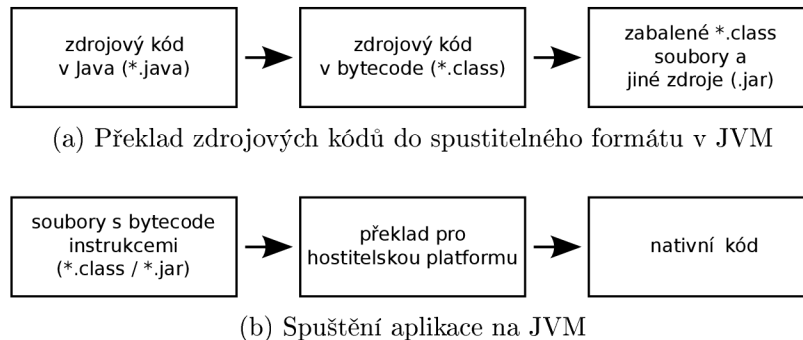 zdrojový kód
v Java (*.java)
zdrojový kód
v bytecode (*.class)
zabalené *.class
soubory a
jiné zdroje (.jar)
(a) Překlad zdrojových kódů do spustitelného formátu v JVM
soubory s bytecode
instrukcemi
(*.class / *.jar)
překlad pro
hostitelskou platformu
nativní kód
(b) Spuštění aplikace na JVM